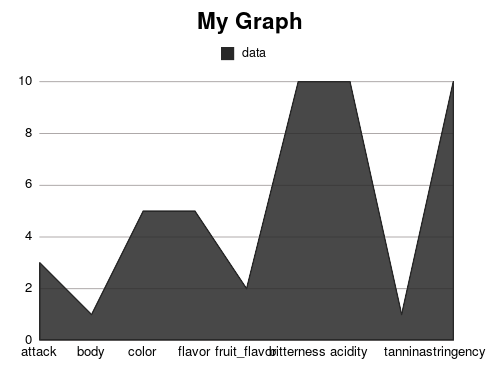 My Graph
data
10
8
6
4
2
0
attack body color flavor fruit_flavor bitterness acidity tannin astringency